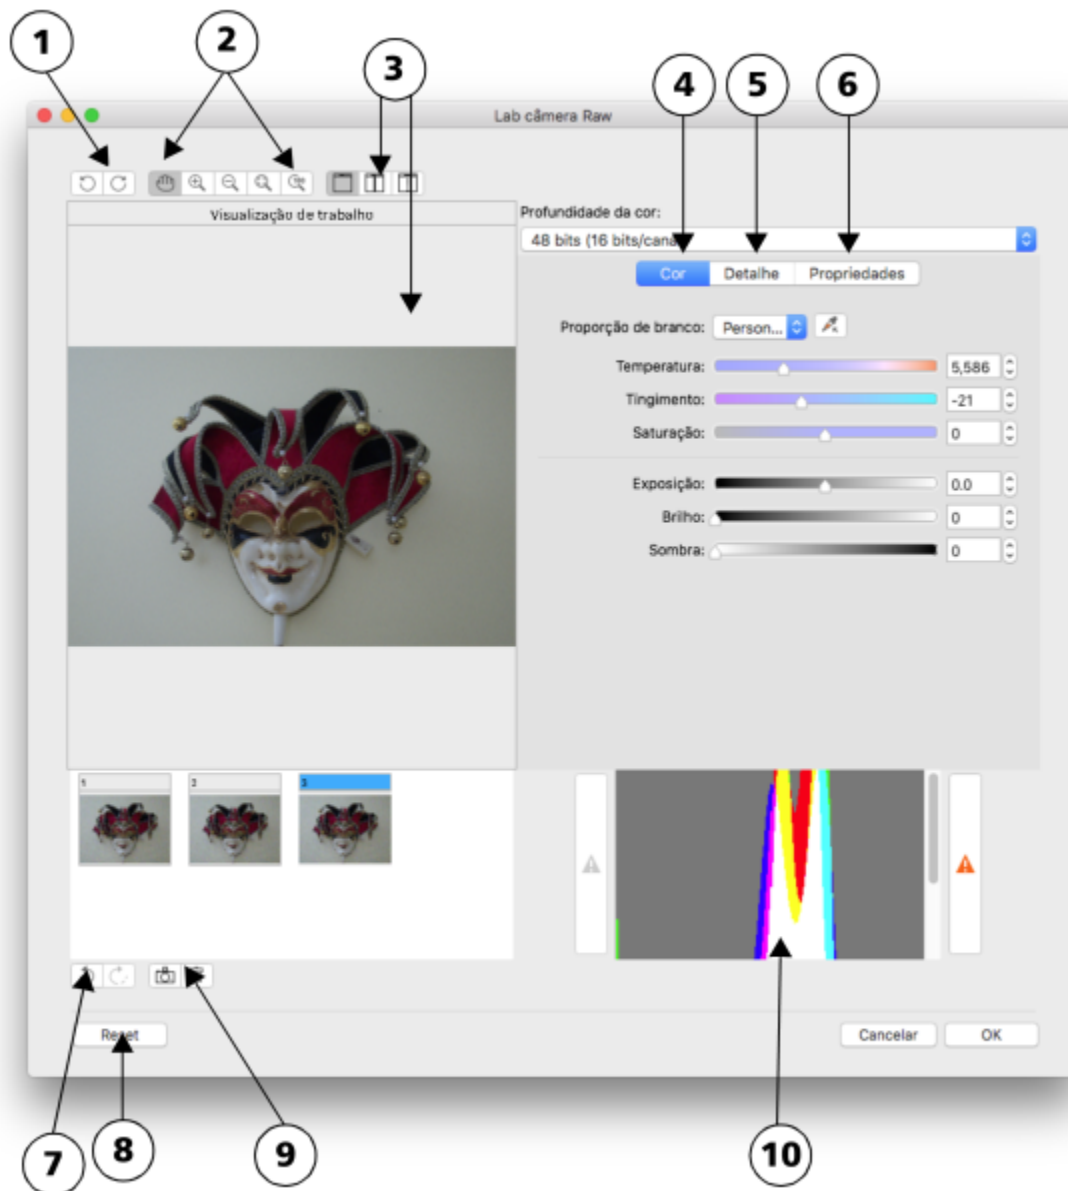 1
2
3
4
5
6
Lab câmera Raw
Visualização de trabalho
Profundidade da cor:
48 bits (16 bits/cana
Cor
Detalhe
Propriedades
Proporção de branco:
Person...
Temperatura:
5,586
Tingimento:
-21
Saturação:
0
Exposição:
0.0
Brilho:
0
Sombra:
0
1
3
Reset
Cancelar
OK
7
8
9
10